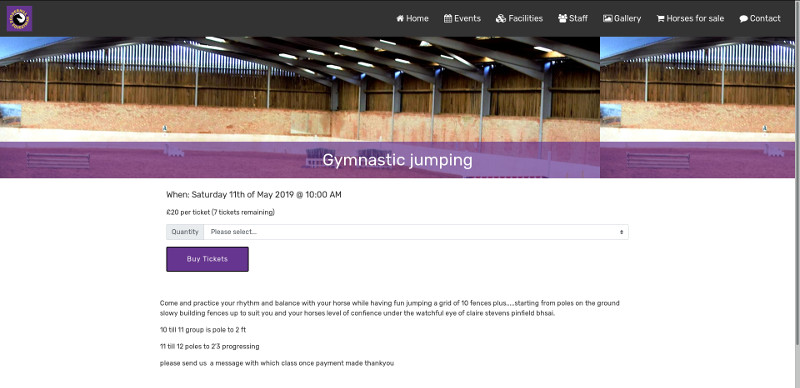 Home Events Facilities Staff Gallery Horses for sale Contact
Gymnastic jumping
When: Saturday 11th of May 2019 @ 10:00 AM
£20 per ticket (7 tickets remaining)
Quantity Please select...
Buy Tickets
Come and practice your rhythm and balance with your horse while having fun jumping a grid of 10 fences plus.....starting from poles on the ground
slowy building fences up to suit you and your horses level of confience under the watchful eye of claire stevens pinfield bhsai.
10 till 11 group is pole to 2 ft
11 till 12 poles to 2'3 progressing
please send us a message with which class once payment made thankyou